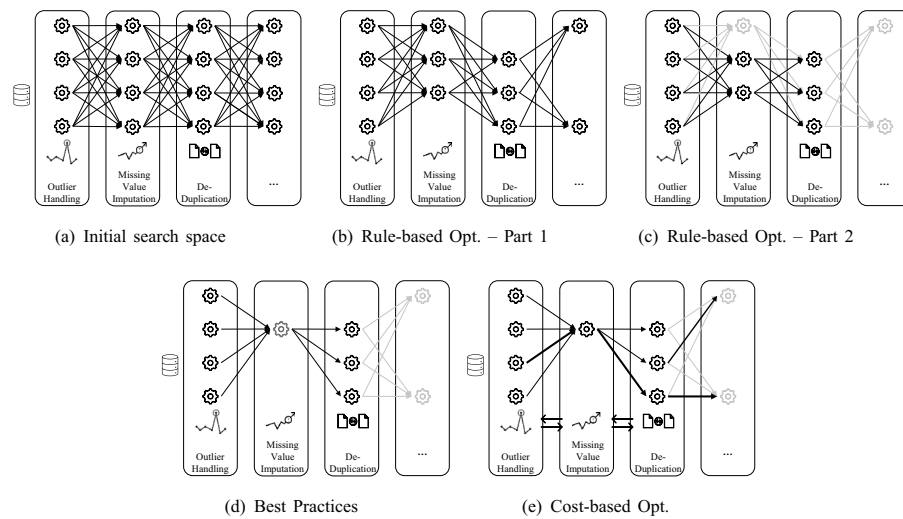 Outlier
Handling
Missing
Value
Imputation
De-
Duplication
...
(a) Initial search space
Outlier
Handling
Missing
Value
Imputation
De-
Duplication
...
(b) Rule-based Opt. – Part 1
Outlier
Handling
Missing
Value
Imputation
De-
Duplication
...
(c) Rule-based Opt. – Part 2
Outlier
Handling
Missing
Value
Imputation
De-
Duplication
...
(d) Best Practices
Outlier
Handling
Missing
Value
Imputation
De-
Duplication
...
(e) Cost-based Opt.